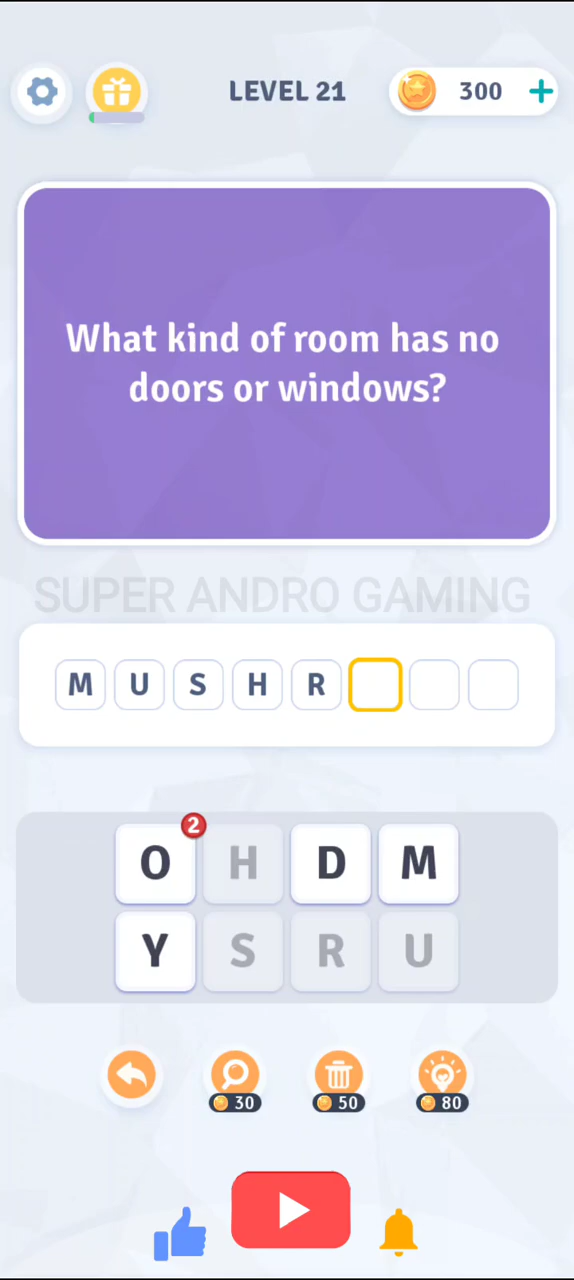 LEVEL 21
300 +
What kind of room has no
doors or windows?
SUPER ANDRO GAMING
M U S H R
2
O H D M
Y S R U
30 50 80